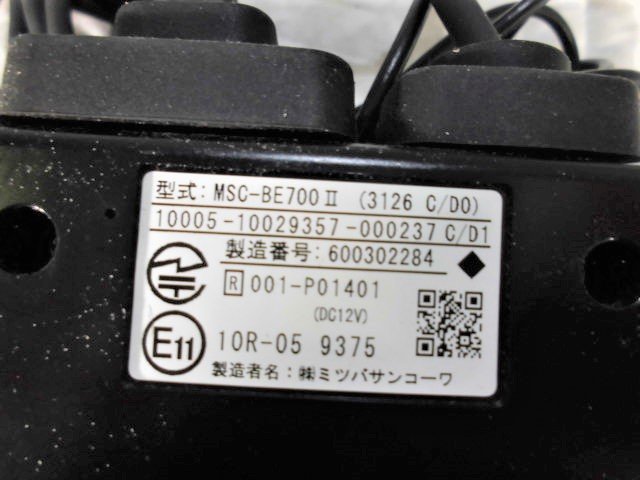 型式：MSC-BE700Ⅱ (3126 C/D0)
10005-10029357-000237 C/D1
製造番号：600302284
R 001-P01401
(DC12V)
E11 10R-05 9375
製造者名：㈱ミツバサンコーワ